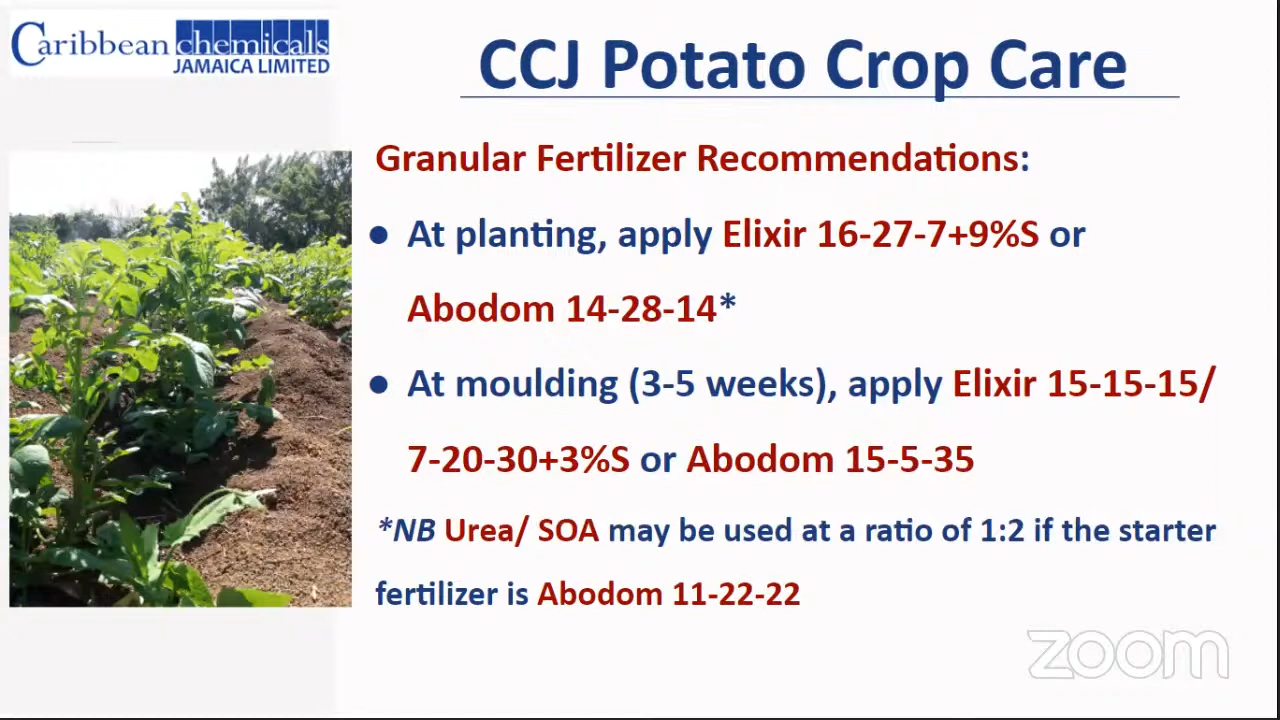 Caribbean chemicals
JAMAICA LIMITED
CCJ Potato Crop Care
Granular Fertilizer Recommendations:
● At planting, apply Elixir 16-27-7+9%S or
Abodom 14-28-14*
● At moulding (3-5 weeks), apply Elixir 15-15-15/
7-20-30+3%S or Abodom 15-5-35
*NB Urea/ SOA may be used at a ratio of 1:2 if the starter
fertilizer is Abodom 11-22-22
zoom